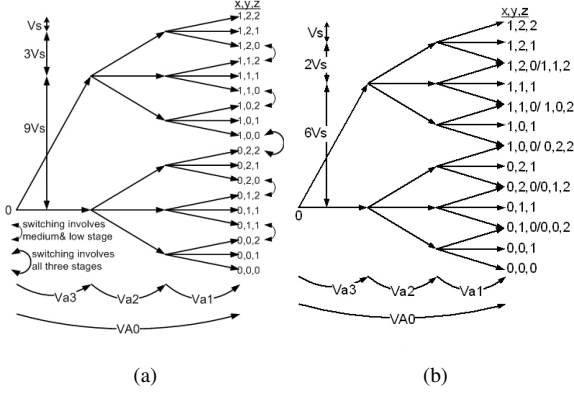 x,y,z
1,2,2
1,2,1
1,2,0
1,1,2
1,1,1
1,1,0
1,0,2
1,0,1
1,0,0
0,2,2
0,2,1
0,2,0
0,1,2
0,1,1
0,0,2
0,0,1
0,0,0
Vs
3Vs
9Vs
0
switching involves
medium& low stage
switching involves
all three stages
Va3
Va2
Va1
VA0
(a)
x,y,z
1,2,2
1,2,1
1,2,0/1,1,2
1,1,1
1,1,0/ 1,0,2
1,0,1
1,0,0/ 0,2,2
0,2,1
0,2,0/0,1,2
0,1,1
0,1,0/0,0,2
0,0,1
0,0,0
Vs
2Vs
6Vs
0
Va3
Va2
Va1
VA0
(b)